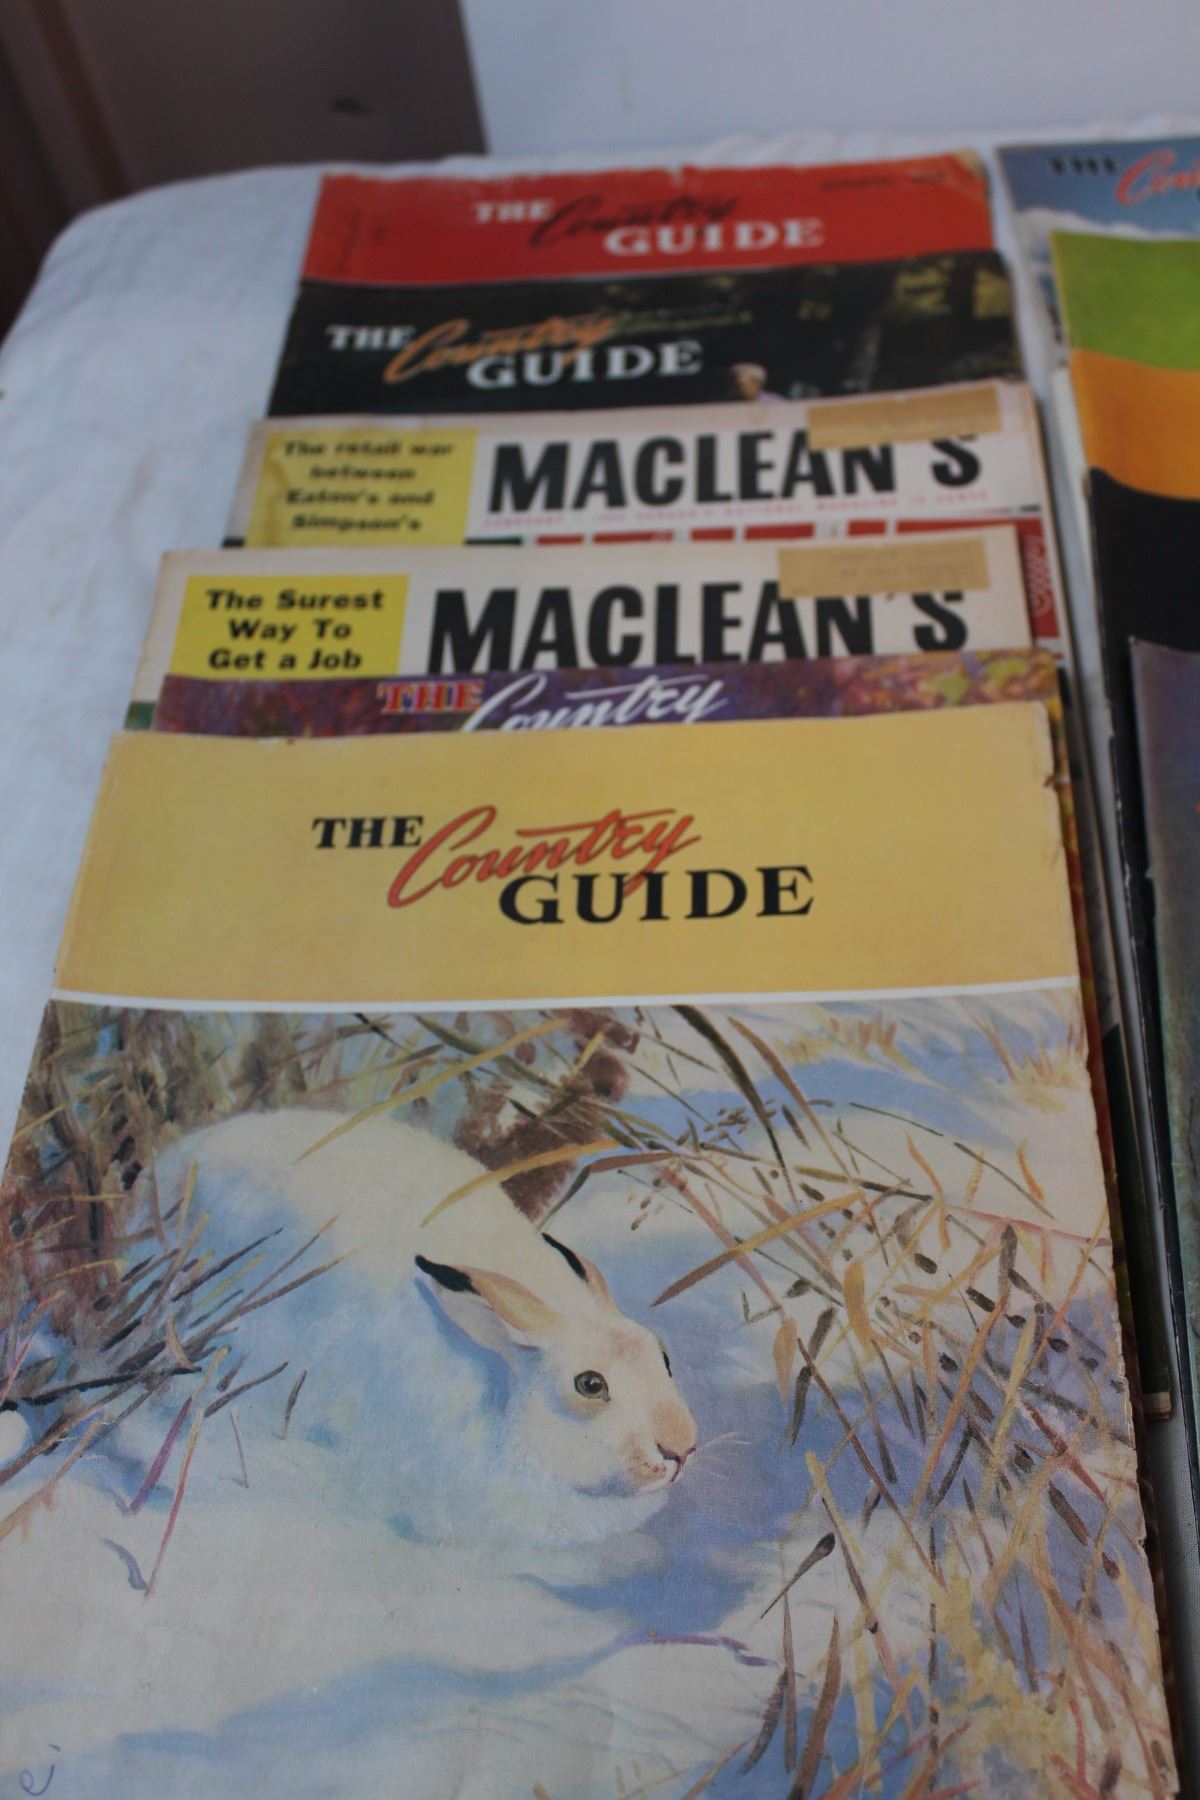 THE Country
GUIDE
THE Country
GUIDE
The retail war
between
Eaton's and
Simpson's
MACLEAN'S
The Surest
Way To
Get a Job
MACLEAN'S
THE Country
THE Country
GUIDE
THE
e.